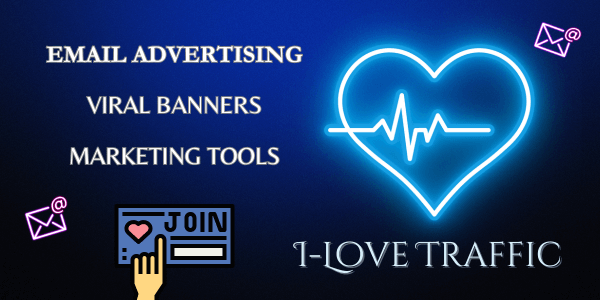 EMAIL ADVERTISING
VIRAL BANNERS
MARKETING TOOLS
@
@
JOIN
I-LOVE TRAFFIC